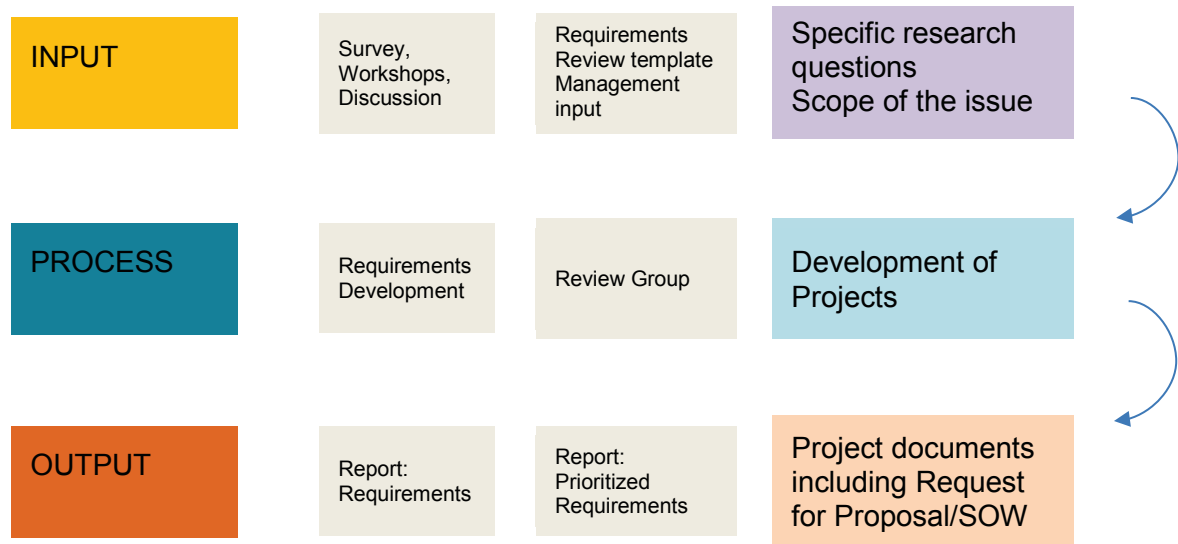 INPUT
Survey,
Workshops,
Discussion
Requirements
Review template
Management
input
Specific research
questions
Scope of the issue
PROCESS
Requirements
Development
Review Group
Development of
Projects
OUTPUT
Report:
Requirements
Report:
Prioritized
Requirements
Project documents
including Request
for Proposal/SOW